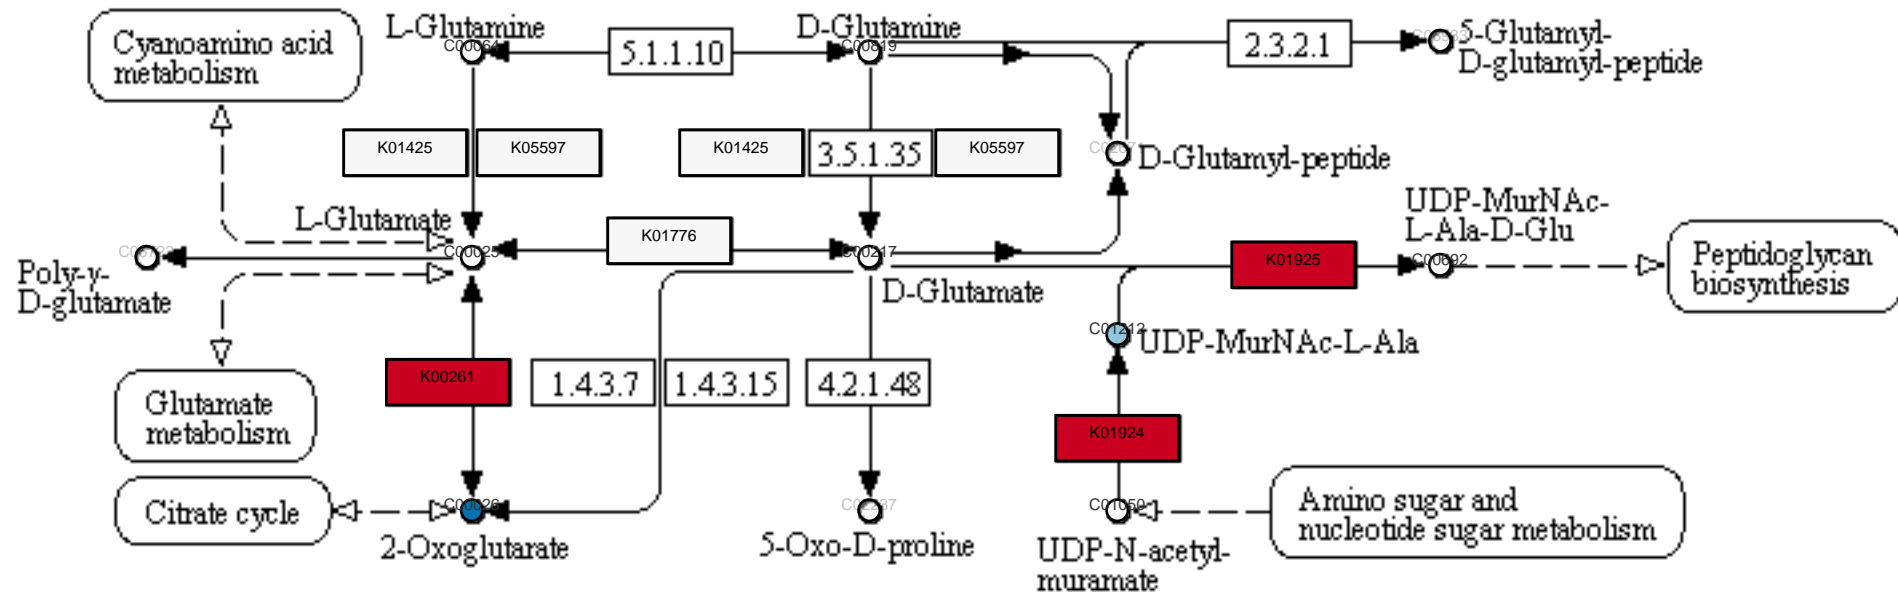 Cyanoamino acid
metabolism
L-Glutamine
C00064
5.1.1.10
D-Glutamine
C00819
2.3.2.1
5-Glutamyl-
D-glutamyl-peptide
K01425
K05597
K01425
3.5.1.35
K05597
D-Glutamyl-peptide
L-Glutamate
C00025
K01776
C00217
D-Glutamate
UDP-MurNAc-
L-Ala-D-Glu
K01925
C00692
Peptidoglycan
biosynthesis
Poly-γ-
D-glutamate
C01212
UDP-MurNAc-L-Ala
Glutamate
metabolism
K00261
1.4.3.7
1.4.3.15
4.2.1.48
K01924
Citrate cycle
C00026
2-Oxoglutarate
C02237
5-Oxo-D-proline
C01050
UDP-N-acetyl-
muramate
Amino sugar and
nucleotide sugar metabolism